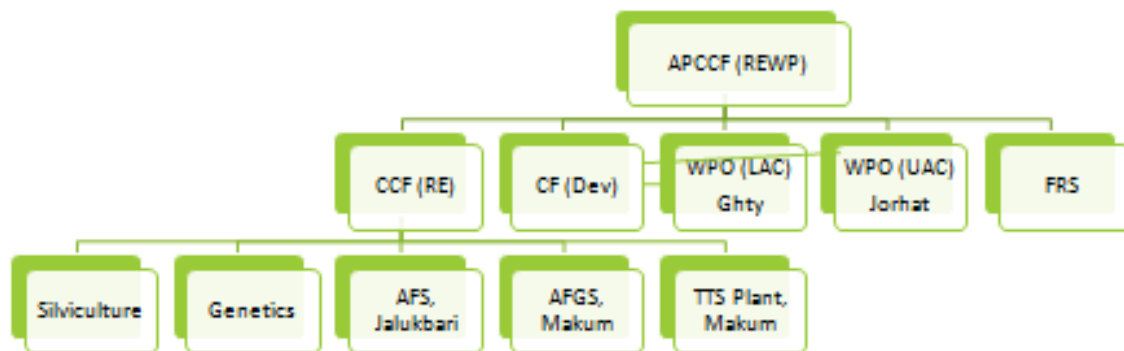 APCCF (REWP)
CCF (RE)
CF (Dev)
WPO (LAC)
Ghty
WPO (UAC)
Jorhat
FRS
Silviculture
Genetics
AFS,
Jalukbari
AFGS,
Makum
TTS Plant,
Makum